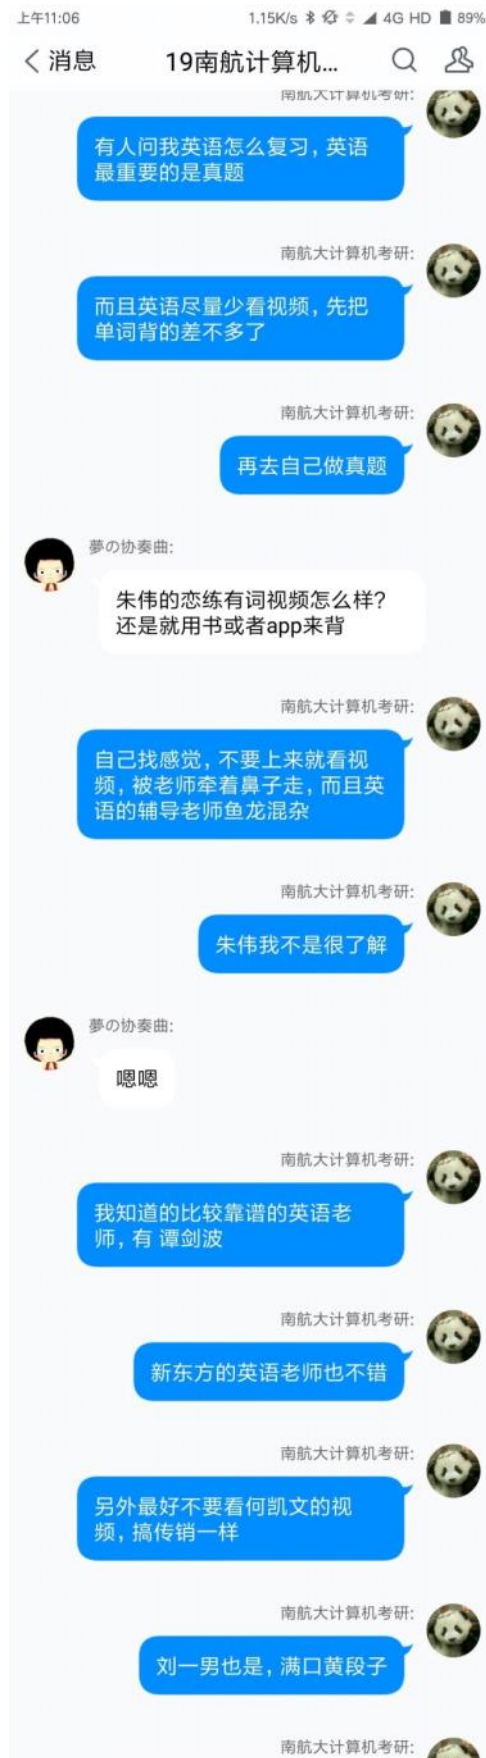 上午11:06
1.15K/s 4G HD 89%
消息
19南航计算机...
南航大计算机考研:
有人问我英语怎么复习，英语
最重要的是真题
南航大计算机考研:
而且英语尽量少看视频，先把
单词背的差不多了
南航大计算机考研:
再去自己做真题
夢の协奏曲:
朱伟的恋练有词视频怎么样？
还是就用书或者app来背
南航大计算机考研:
自己找感觉，不要上来就看视
频，被老师牵着鼻子走，而且英
语的辅导老师鱼龙混杂
南航大计算机考研:
朱伟我不是很了解
夢の协奏曲:
嗯嗯
南航大计算机考研:
我知道的比较靠谱的英语老
师，有 谭剑波
南航大计算机考研:
新东方的英语老师也不错
南航大计算机考研:
另外最好不要看何凯文的视
频，搞传销一样
南航大计算机考研:
刘一男也是，满口黄段子
南航大计算机考研: